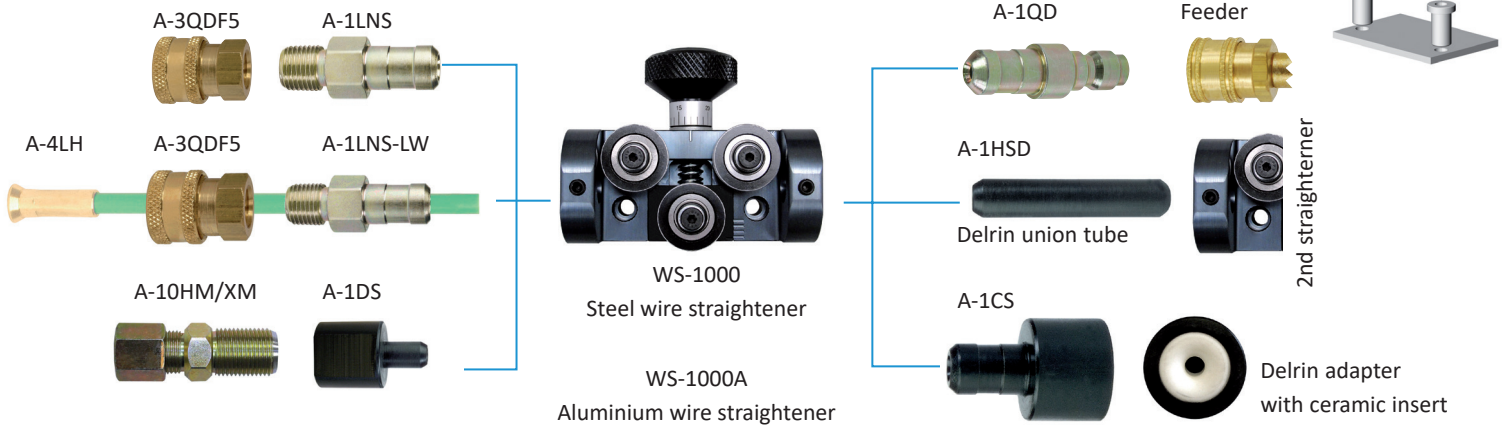 A-3QDF5
A-1LNS
A-1QD
Feeder
A-4LH
A-3QDF5
A-1LNS-LW
A-1HSD
Delrin union tube
2nd straighterner
A-10HM/XM
A-1DS
WS-1000
Steel wire straightener
WS-1000A
Aluminium wire straightener
A-1CS
Delrin adapter
with ceramic insert